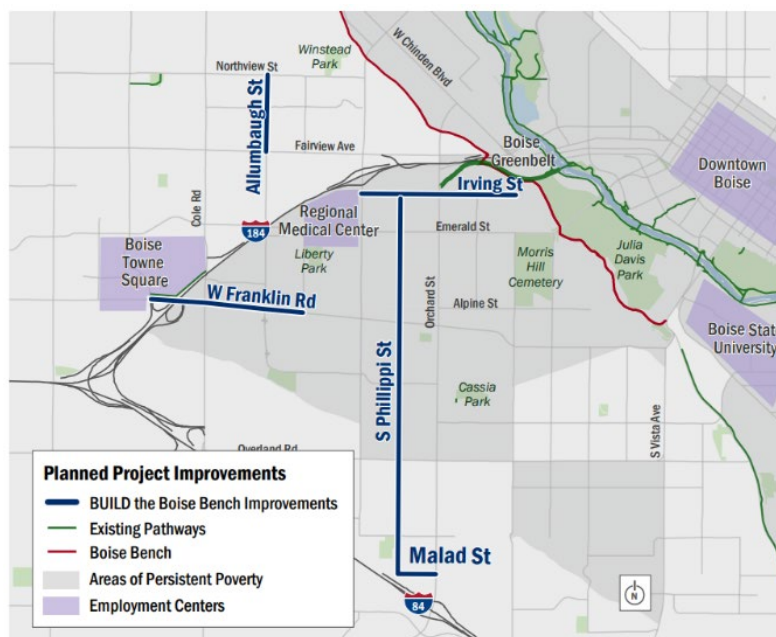 Winstead
Park
W Chinden Blvd
Northview St
Allumbaugh St
Fairview Ave
Boise
Greenbelt
Downtown
Boise
Irving St
Cole Rd
184
Regional
Medical Center
Emerald St
Boise
Towne
Square
Liberty
Park
Morris
Hill
Cemetery
Julia
Davis
Park
W Franklin Rd
Orchard St
Alpine St
Boise State
University
S Phillippi St
Cassia
Park
S Vista Ave
Overland Rd
Planned Project Improvements
BUILD the Boise Bench Improvements
Existing Pathways
Boise Bench
Areas of Persistent Poverty
Employment Centers
Malad St
84
N